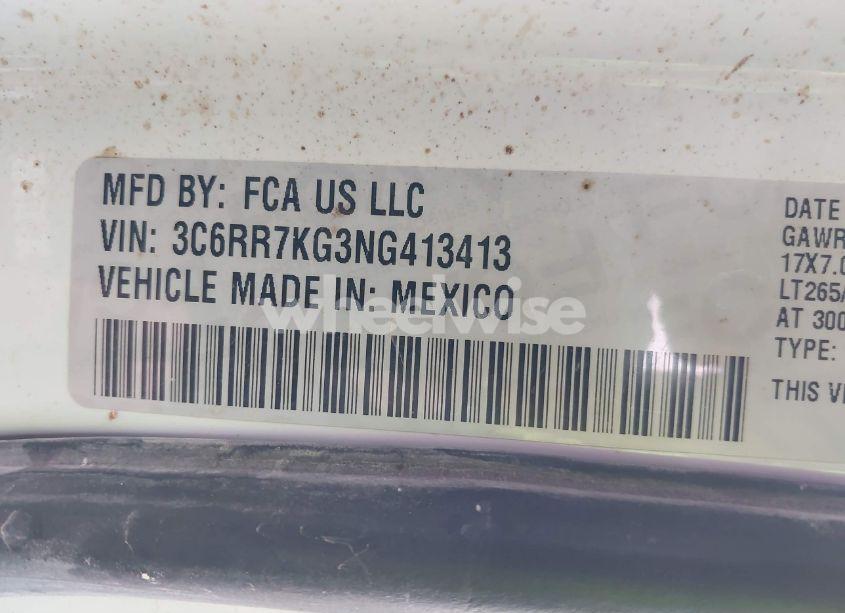 MFD BY: FCA US LLC
VIN: 3C6RR7KG3NG413413
VEHICLE MADE IN: MEXICO
wheelwise
DATE
GAWR
17X7.0
LT265/
AT 300
TYPE:
THIS VE